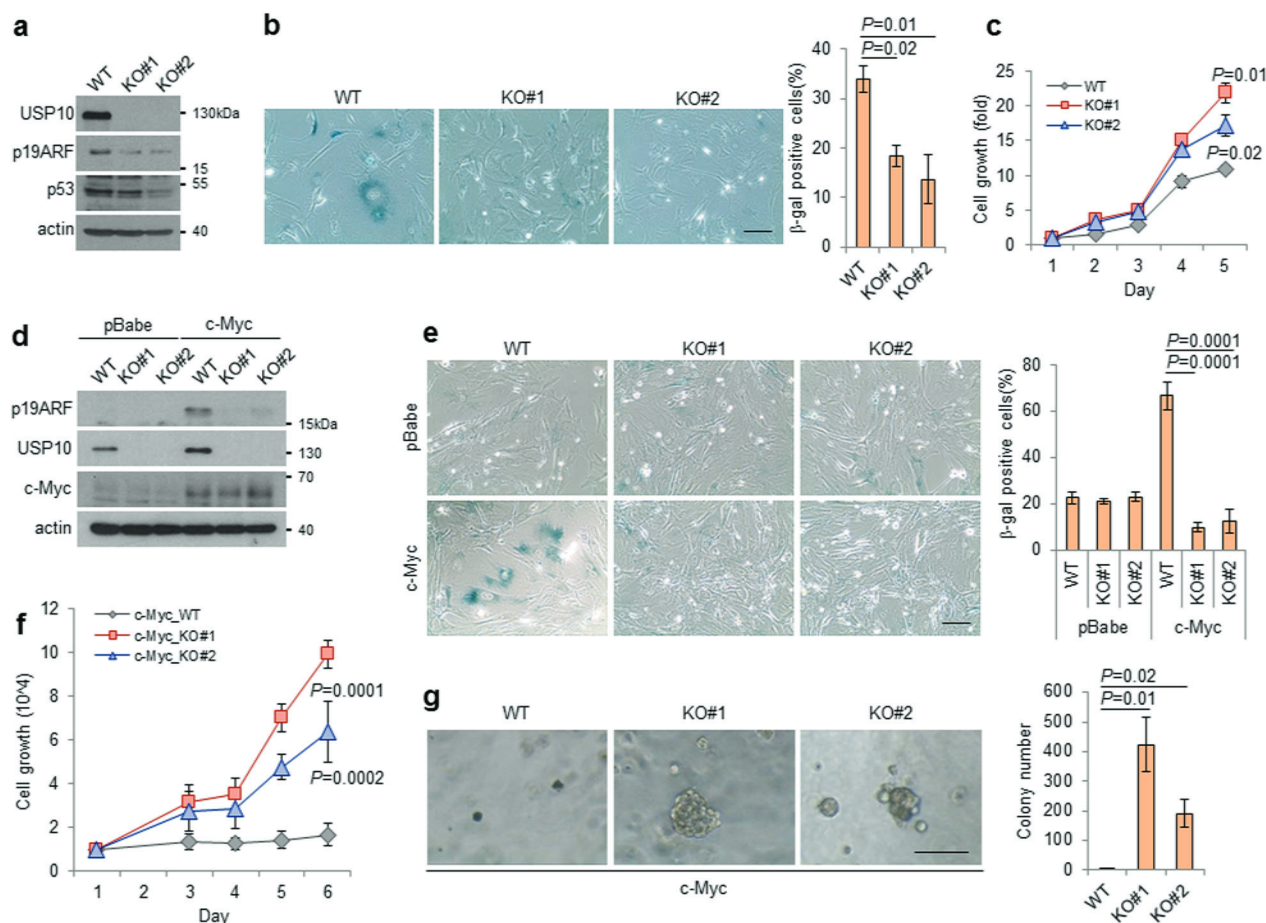 a
WT
KO#1
KO#2
USP10
130kDa
p19ARF
15
p53
55
actin
40
b
WT
KO#1
KO#2
β-gal positive cells(%)
40
30
20
10
0
P=0.01
P=0.02
WT
KO#1
KO#2
c
WT
KO#1
KO#2
Cell growth (fold)
25
20
15
10
5
0
P=0.01
P=0.02
1 2 3 4 5
Day
d
pBabe c-Myc
WT KO#1 KO#2 WT KO#1 KO#2
p19ARF
15kDa
USP10
130
c-Myc
70
actin
40
e
WT
KO#1
KO#2
pBabe
c-Myc
β-gal positive cells(%)
80
60
40
20
0
P=0.0001
P=0.0001
WT KO#1 KO#2 WT KO#1 KO#2
pBabe c-Myc
f
c-Myc_WT
c-Myc_KO#1
c-Myc_KO#2
Cell growth (10^4)
12
10
8
6
4
2
0
P=0.0001
P=0.0002
1 2 3 4 5 6
Day
g
WT
KO#1
KO#2
c-Myc
Colony number
600
500
400
300
200
100
0
P=0.02
P=0.01
WT
KO#1
KO#2